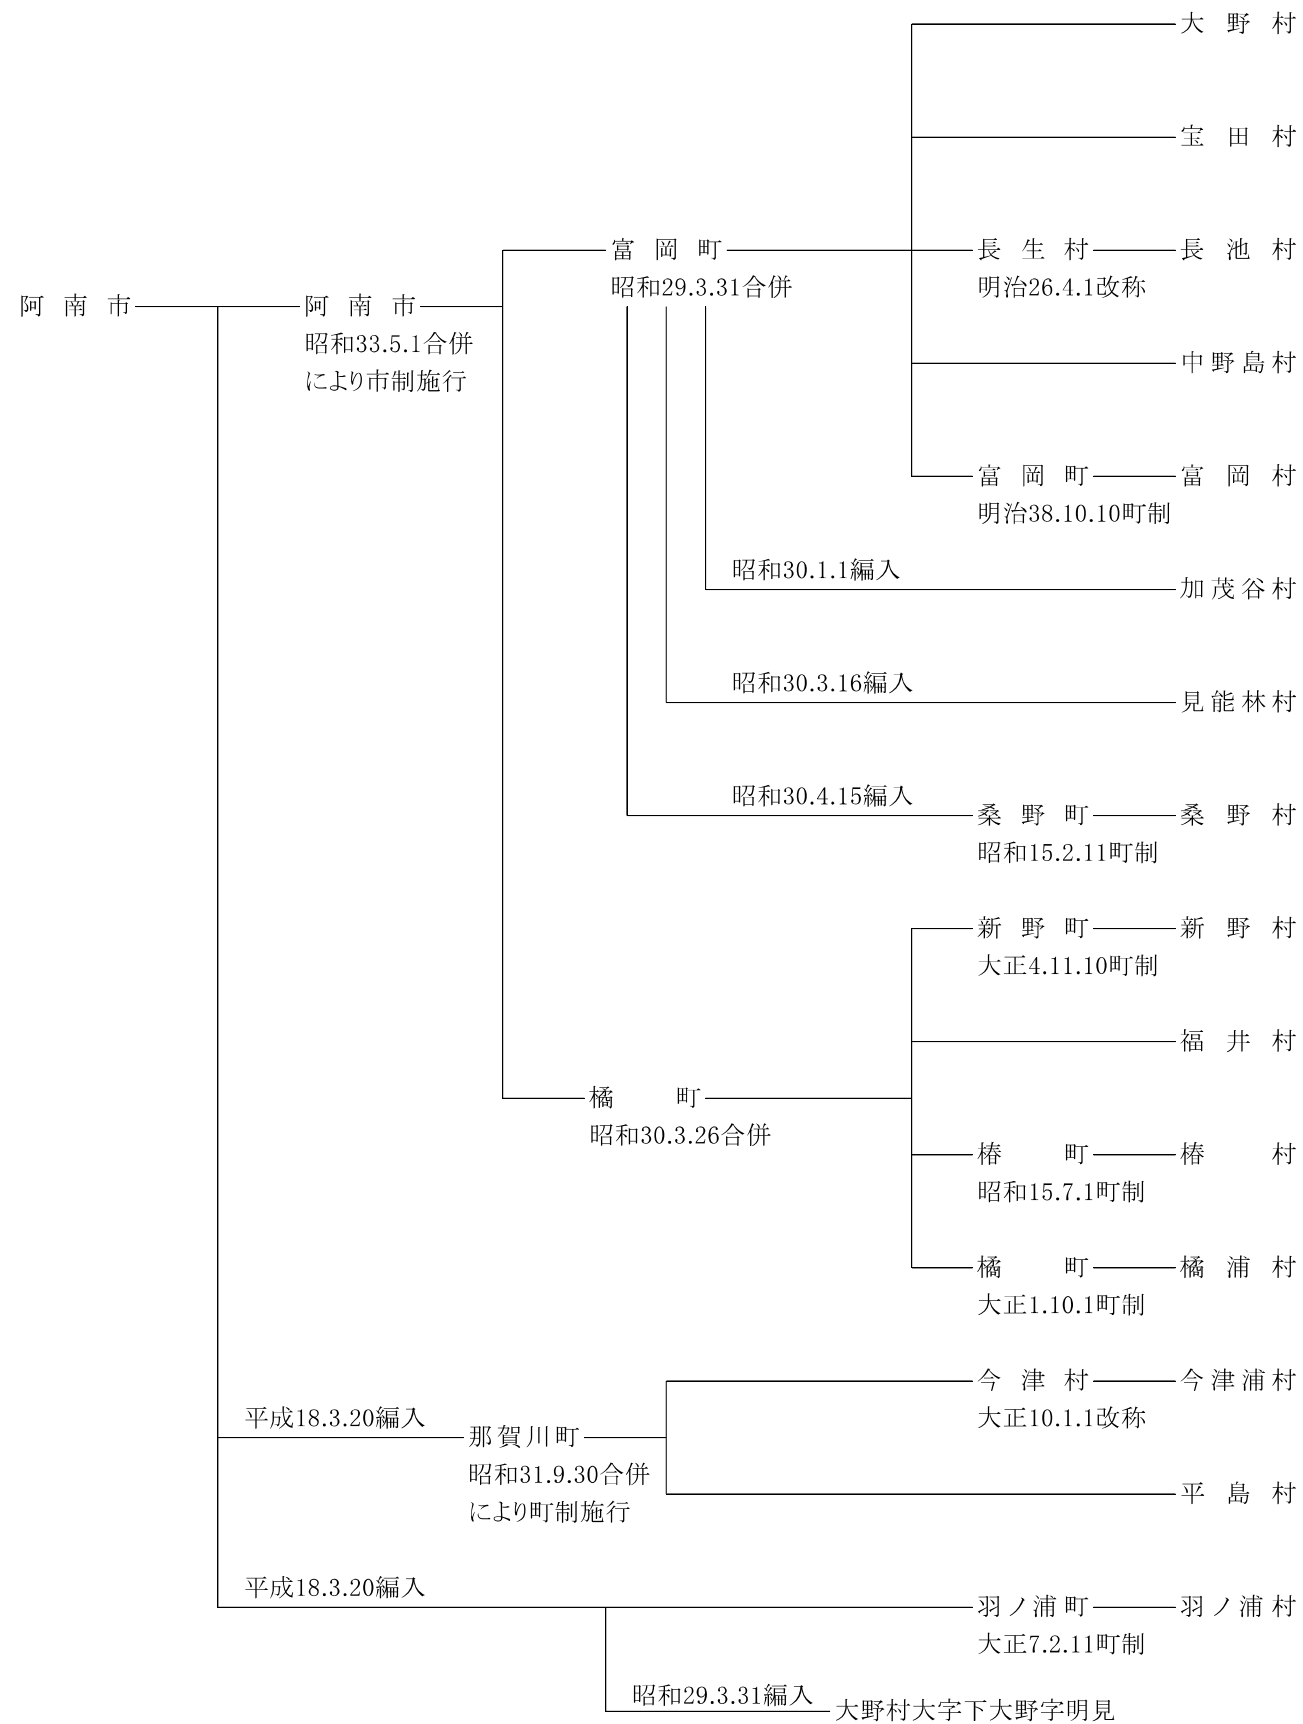 大野村
宝田村
富岡町 長生村 長池村
昭和29.3.31合併 明治26.4.1改称
阿南市 阿南市
昭和33.5.1合併
により市制施行
中野島村
富岡町 富岡村
明治38.10.10町制
昭和30.1.1編入
加茂谷村
昭和30.3.16編入
見能林村
昭和30.4.15編入
桑野町 桑野村
昭和15.2.11町制
新野町 新野村
大正4.11.10町制
福井村
橘町
昭和30.3.26合併
椿町 椿村
昭和15.7.1町制
橘町 橘浦村
大正1.10.1町制
今津村 今津浦村
大正10.1.1改称
平成18.3.20編入
那賀川町
昭和31.9.30合併
により町制施行
平島村
平成18.3.20編入
羽ノ浦町 羽ノ浦村
大正7.2.11町制
昭和29.3.31編入
大野村大字下大野字明見